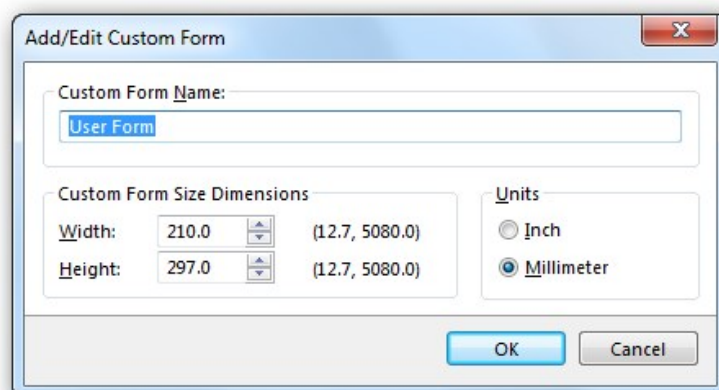 Add/Edit Custom Form
Custom Form Name:
User Form
Custom Form Size Dimensions
Width: 210.0 (12.7, 5080.0)
Height: 297.0 (12.7, 5080.0)
Units
Inch
Millimeter
OK Cancel